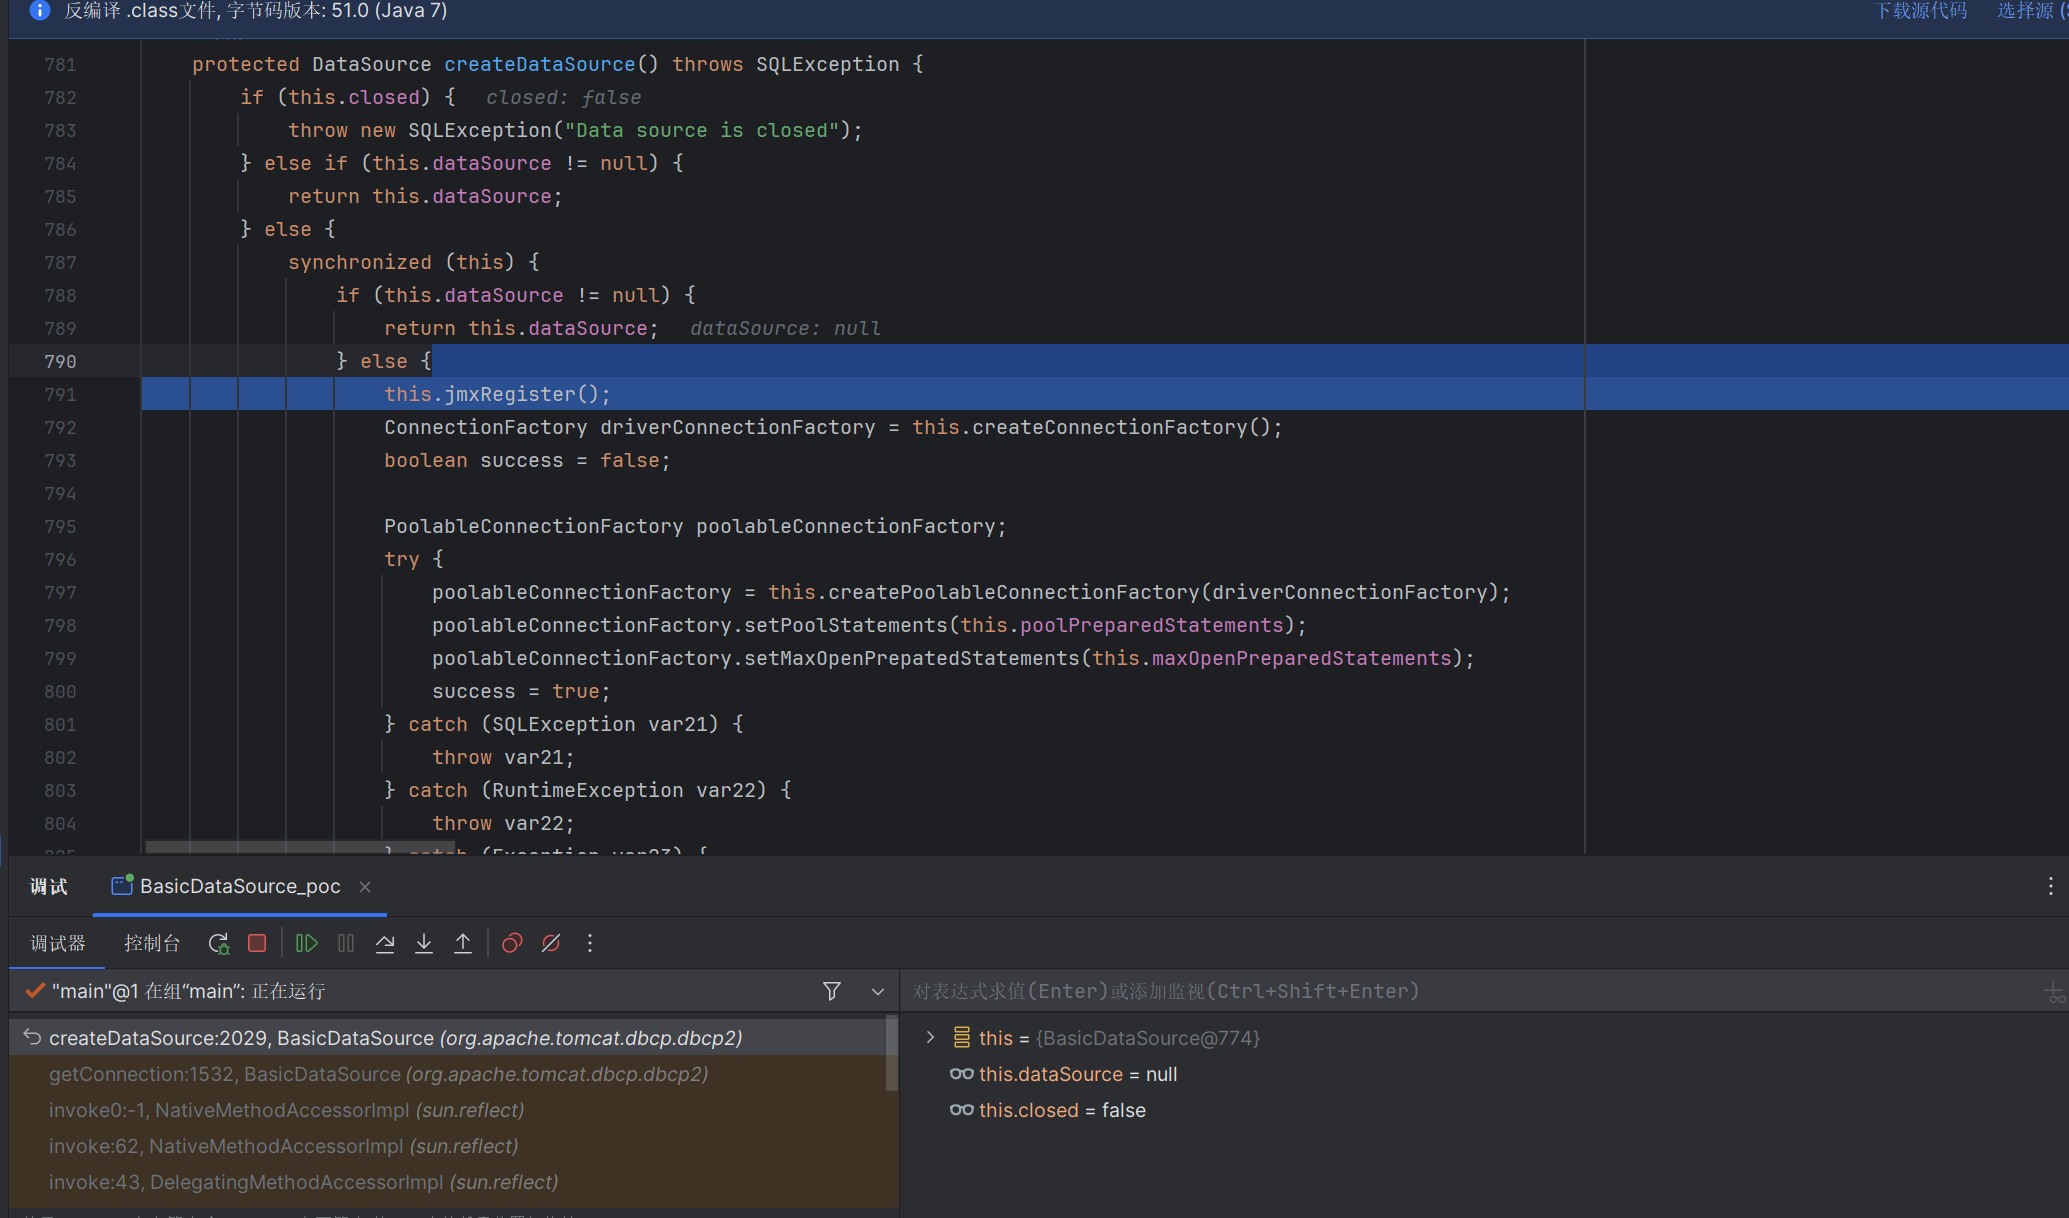 反编译 .class文件, 字节码版本: 51.0 (Java 7)
下载源代码 选择源
781 protected DataSource createDataSource() throws SQLException {
782 if (this.closed) { closed: false
783 throw new SQLException("Data source is closed");
784 } else if (this.dataSource != null) {
785 return this.dataSource;
786 } else {
787 synchronized (this) {
788 if (this.dataSource != null) {
789 return this.dataSource; dataSource: null
790 } else {
791 this.jmxRegister();
792 ConnectionFactory driverConnectionFactory = this.createConnectionFactory();
793 boolean success = false;
794
795 PoolableConnectionFactory poolableConnectionFactory;
796 try {
797 poolableConnectionFactory = this.createPoolableConnectionFactory(driverConnectionFactory);
798 poolableConnectionFactory.setPoolStatements(this.poolPreparedStatements);
799 poolableConnectionFactory.setMaxOpenPrepatedStatements(this.maxOpenPreparedStatements);
800 success = true;
801 } catch (SQLException var21) {
802 throw var21;
803 } catch (RuntimeException var22) {
804 throw var22;
805 } catch (Exception var23) {
调试 BasicDataSource_poc
调试器 控制台
"main"@1 在组“main”: 正在运行
对表达式求值(Enter)或添加监视(Ctrl+Shift+Enter)
createDataSource:2029, BasicDataSource (org.apache.tomcat.dbcp.dbcp2)
getConnection:1532, BasicDataSource (org.apache.tomcat.dbcp.dbcp2)
invoke0:-1, NativeMethodAccessorImpl (sun.reflect)
invoke:62, NativeMethodAccessorImpl (sun.reflect)
invoke:43, DelegatingMethodAccessorImpl (sun.reflect)
this = {BasicDataSource@774}
this.dataSource = null
this.closed = false